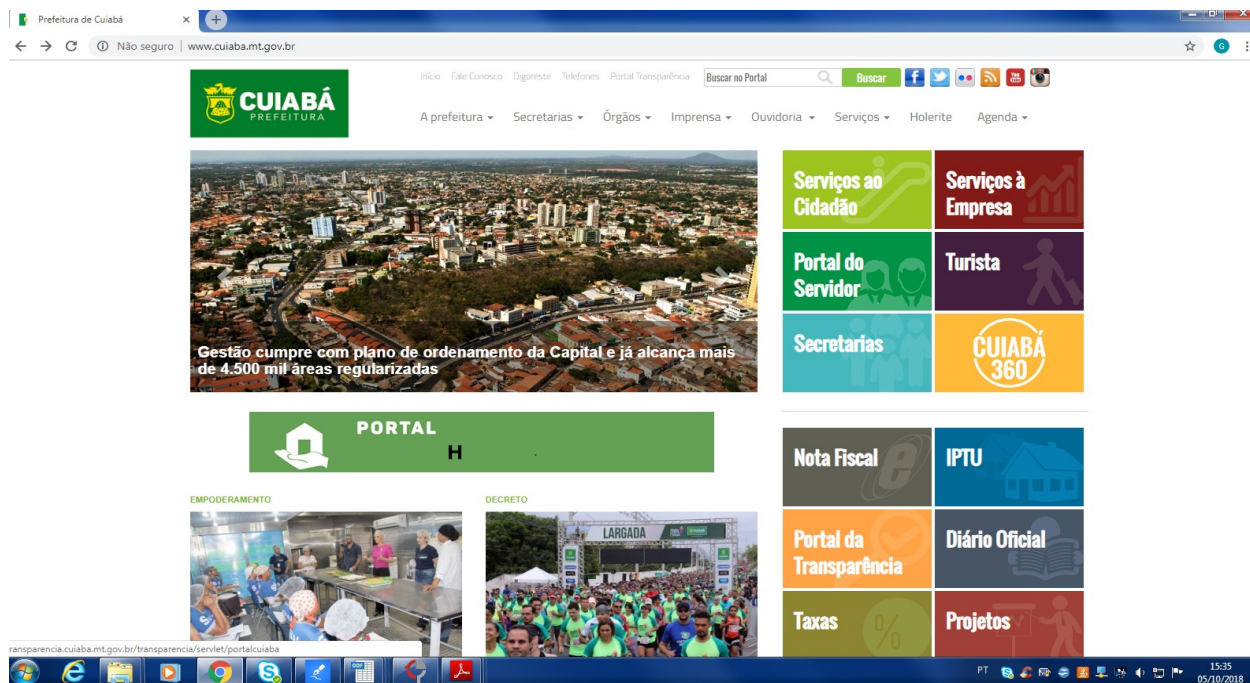 Prefeitura de Cuiabá
Não seguro | www.cuiaba.mt.gov.br
Início Fale Conosco Digoreste Telefones Portal Transparência Buscar no Portal Buscar
CUIABÁ
PREFEITURA
A prefeitura Secretarias Órgãos Imprensa Ouvidoria Serviços Holerite Agenda
Gestão cumpre com plano de ordenamento da Capital e já alcança mais
de 4.500 mil áreas regularizadas
Serviços ao
Cidadão
Serviços à
Empresa
Portal do
Servidor
Turista
Secretarias
CUIABÁ
360
PORTAL
H
Nota Fiscal
IPTU
Portal da
Transparência
Diário Oficial
Taxas
Projetos
EMPODERAMENTO
DECRETO
LARGADA
ransparencia.cuiaba.mt.gov.br/transparencia/servlet/portalcuiaba
PT
15:35
05/10/2018